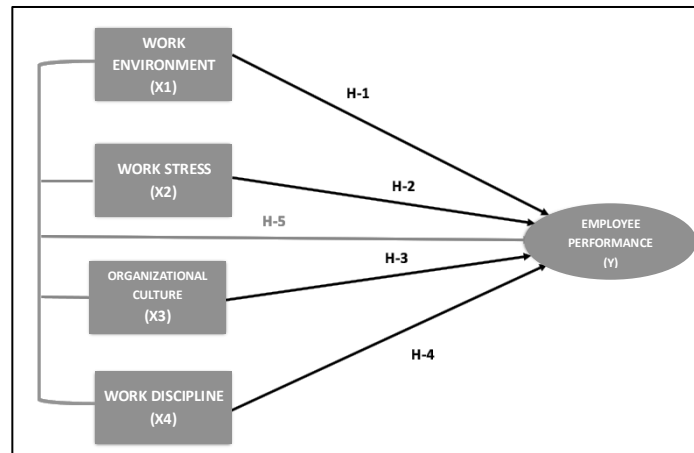 WORK
ENVIRONMENT
(X1)
H-1
WORK STRESS
(X2)
H-2
H-5
EMPLOYEE
PERFORMANCE
(Y)
ORGANIZATIONAL
CULTURE
(X3)
H-3
H-4
WORK DISCIPLINE
(X4)